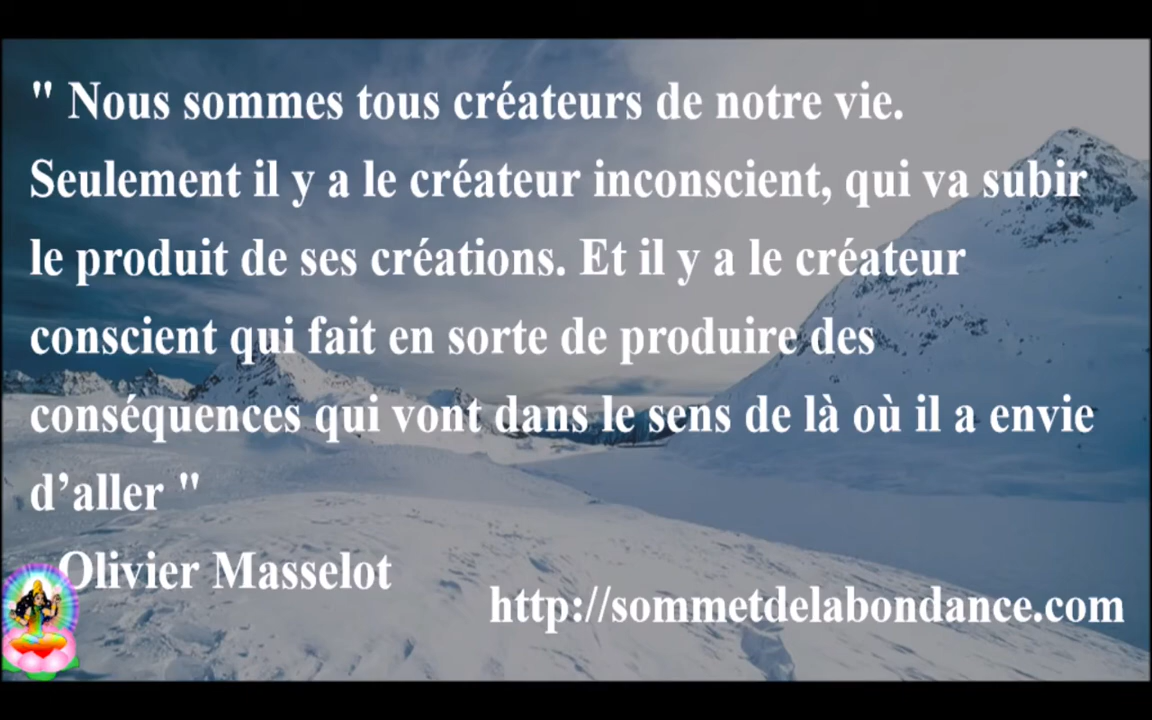 " Nous sommes tous créateurs de notre vie.
Seulement il y a le créateur inconscient, qui va subir
le produit de ses créations. Et il y a le créateur
conscient qui fait en sorte de produire des
conséquences qui vont dans le sens de là où il a envie
d’aller "
Olivier Masselot
http://sommetdelabondance.com